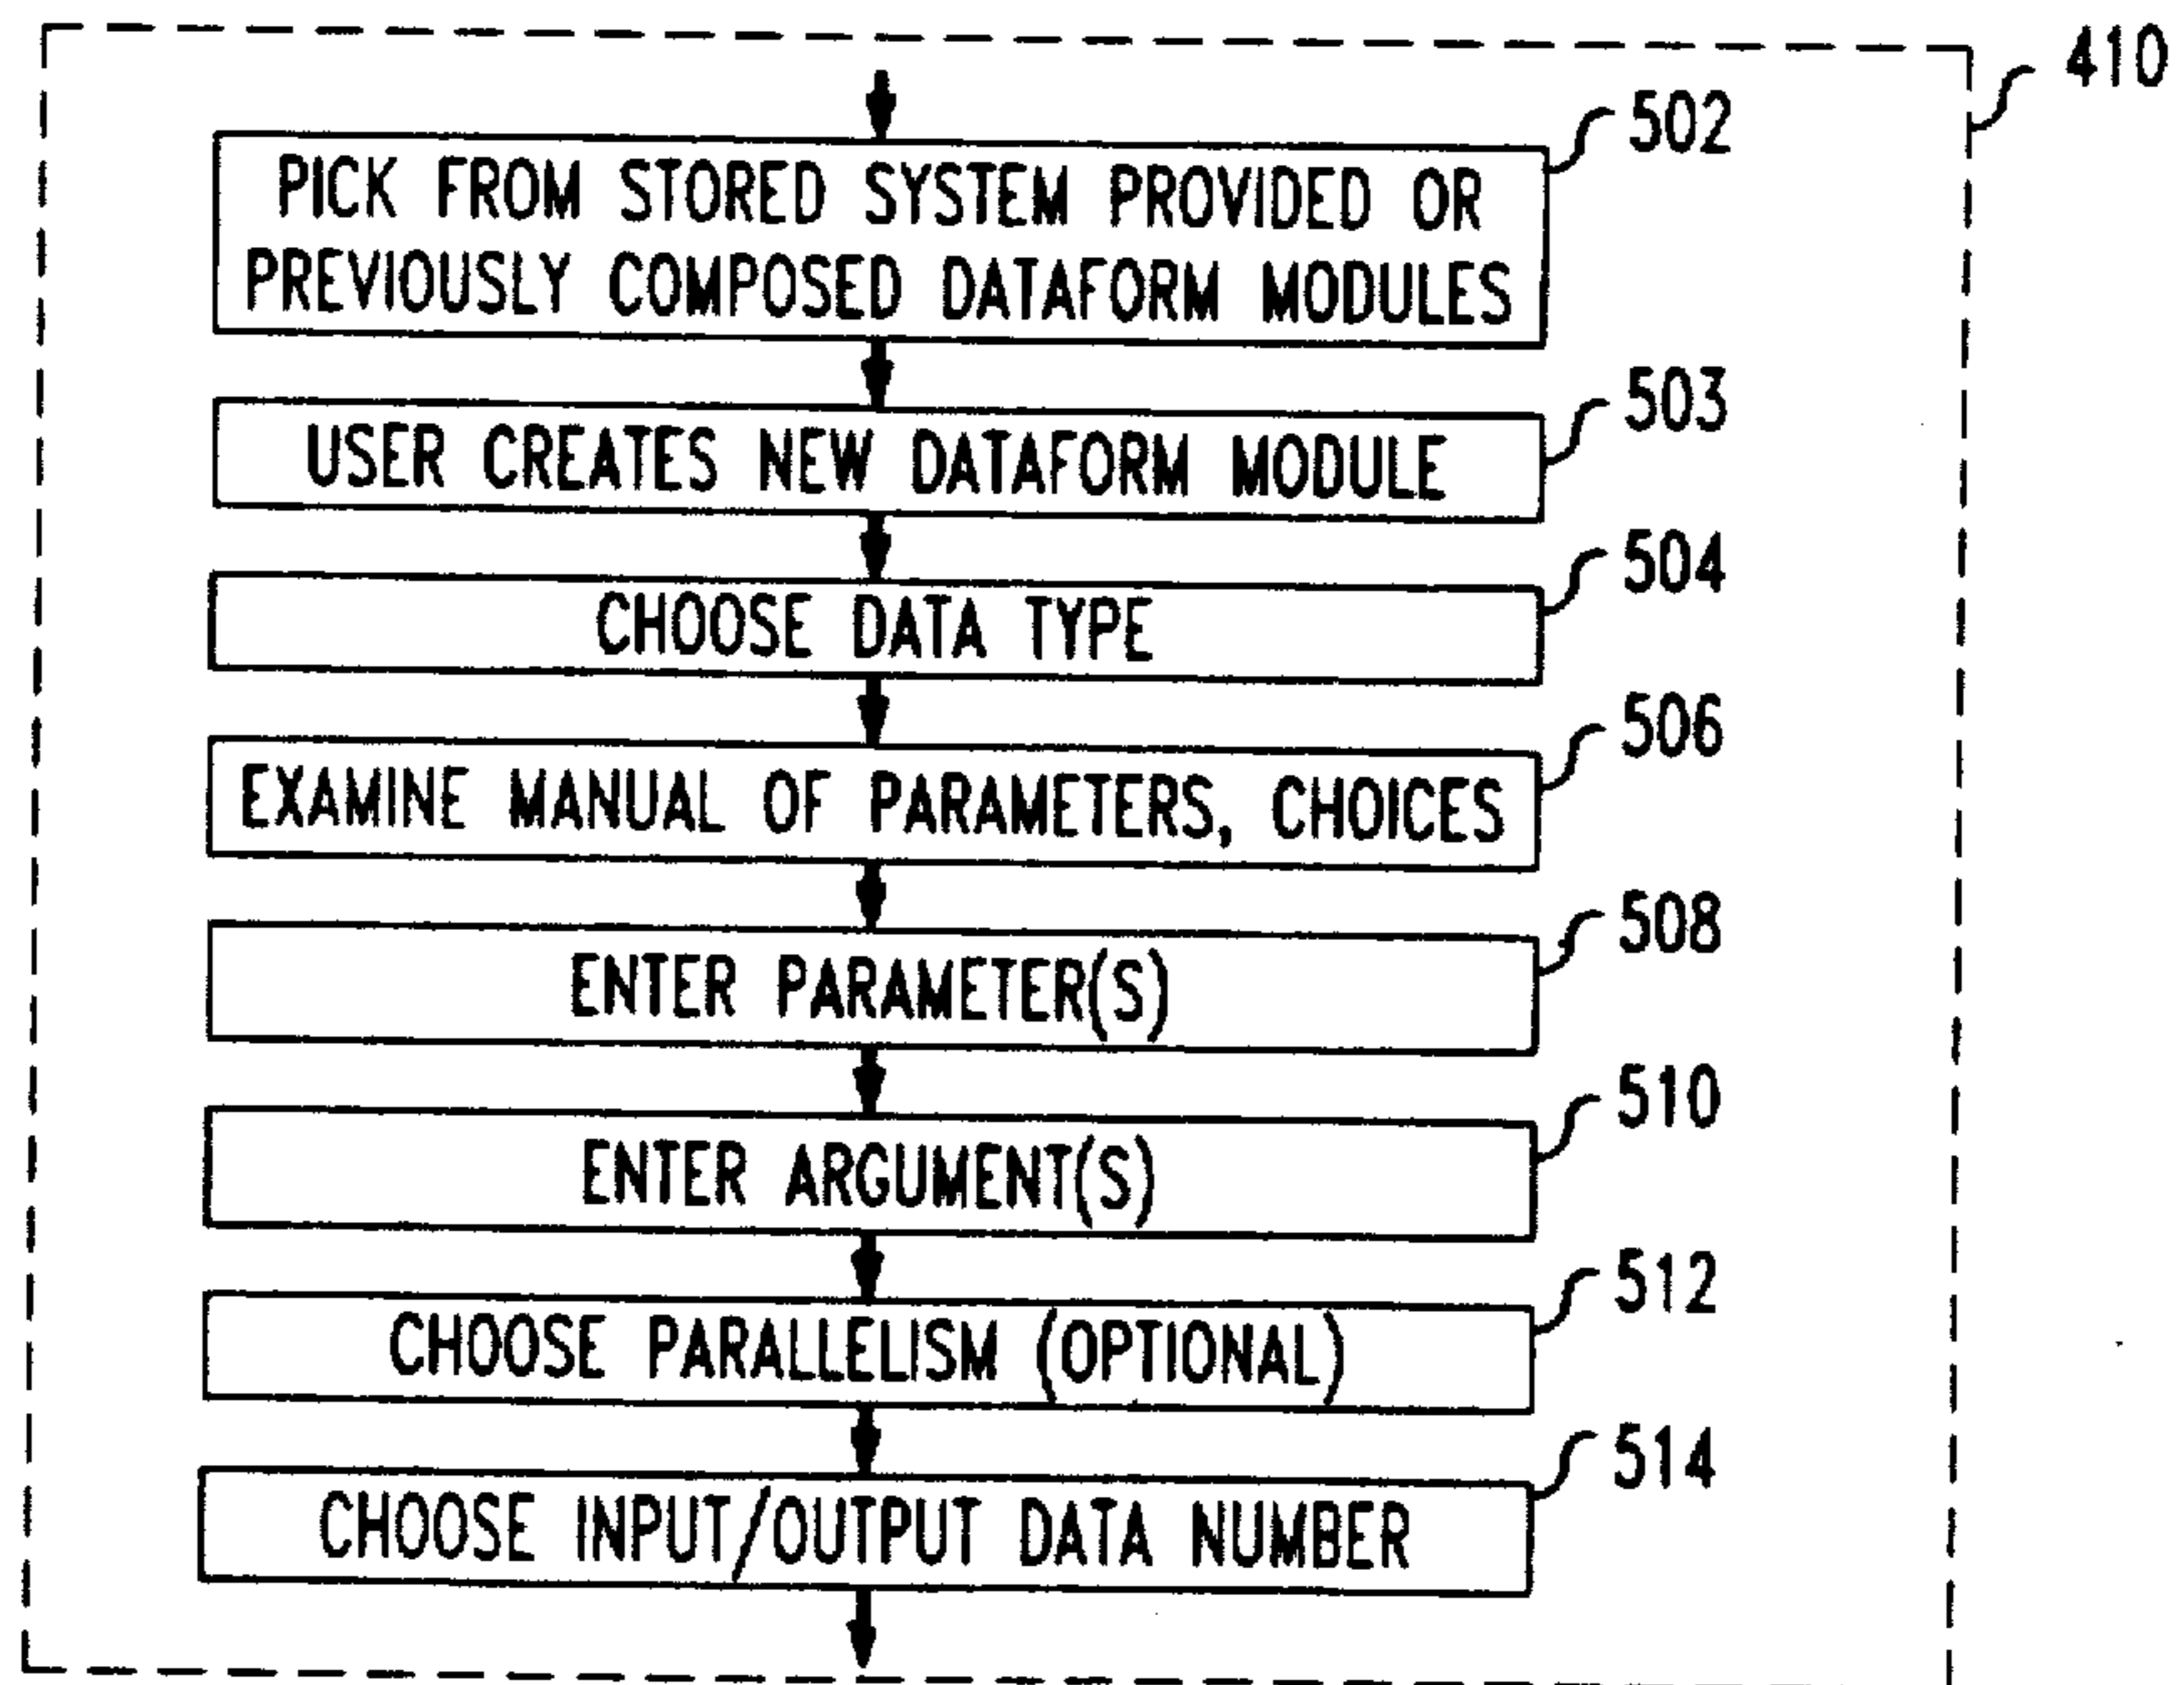 410
502
PICK FROM STORED SYSTEM PROVIDED OR
PREVIOUSLY COMPOSED DATAFORM MODULES
503
USER CREATES NEW DATAFORM MODULE
504
CHOOSE DATA TYPE
506
EXAMINE MANUAL OF PARAMETERS, CHOICES
508
ENTER PARAMETER(S)
510
ENTER ARGUMENT(S)
512
CHOOSE PARALLELISM (OPTIONAL)
514
CHOOSE INPUT/OUTPUT DATA NUMBER